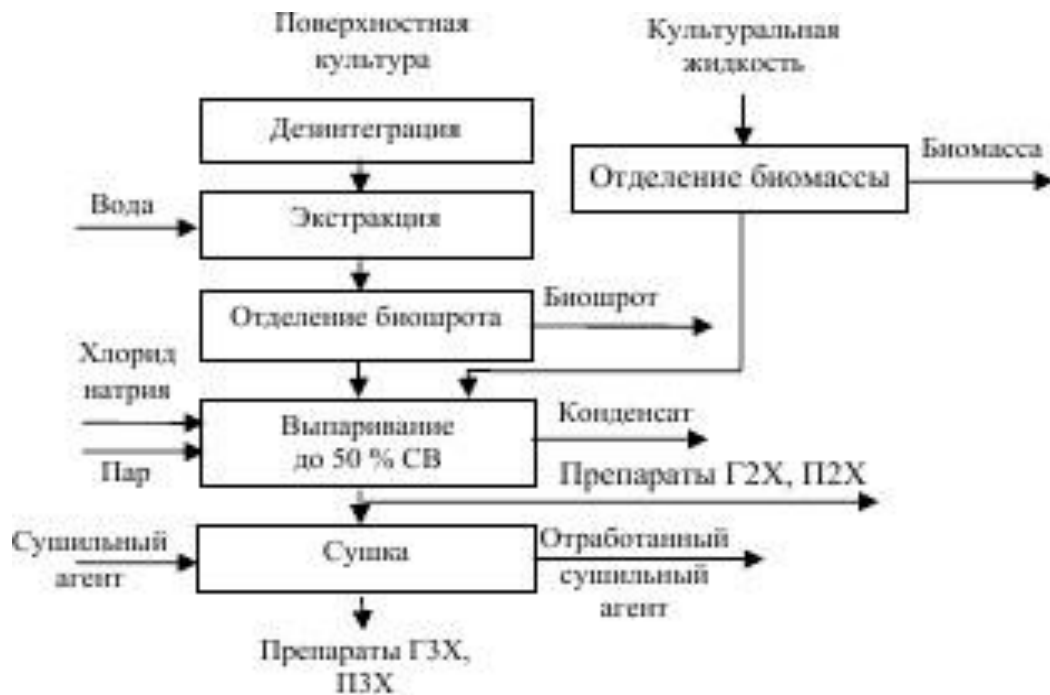 Поверхностная
культура
Культуральная
жидкость
Дезинтеграция
Биомасса
Отделение биомассы
Вода
Экстракция
Биошрот
Отделение биошрота
Хлорид
натрия
Выпаривание
до 50 % СВ
Конденсат
Пар
Препараты Г2Х, П2Х
Сушильный
агент
Сушка
Отработанный
сушильный
агент
Препараты Г3Х,
П3Х